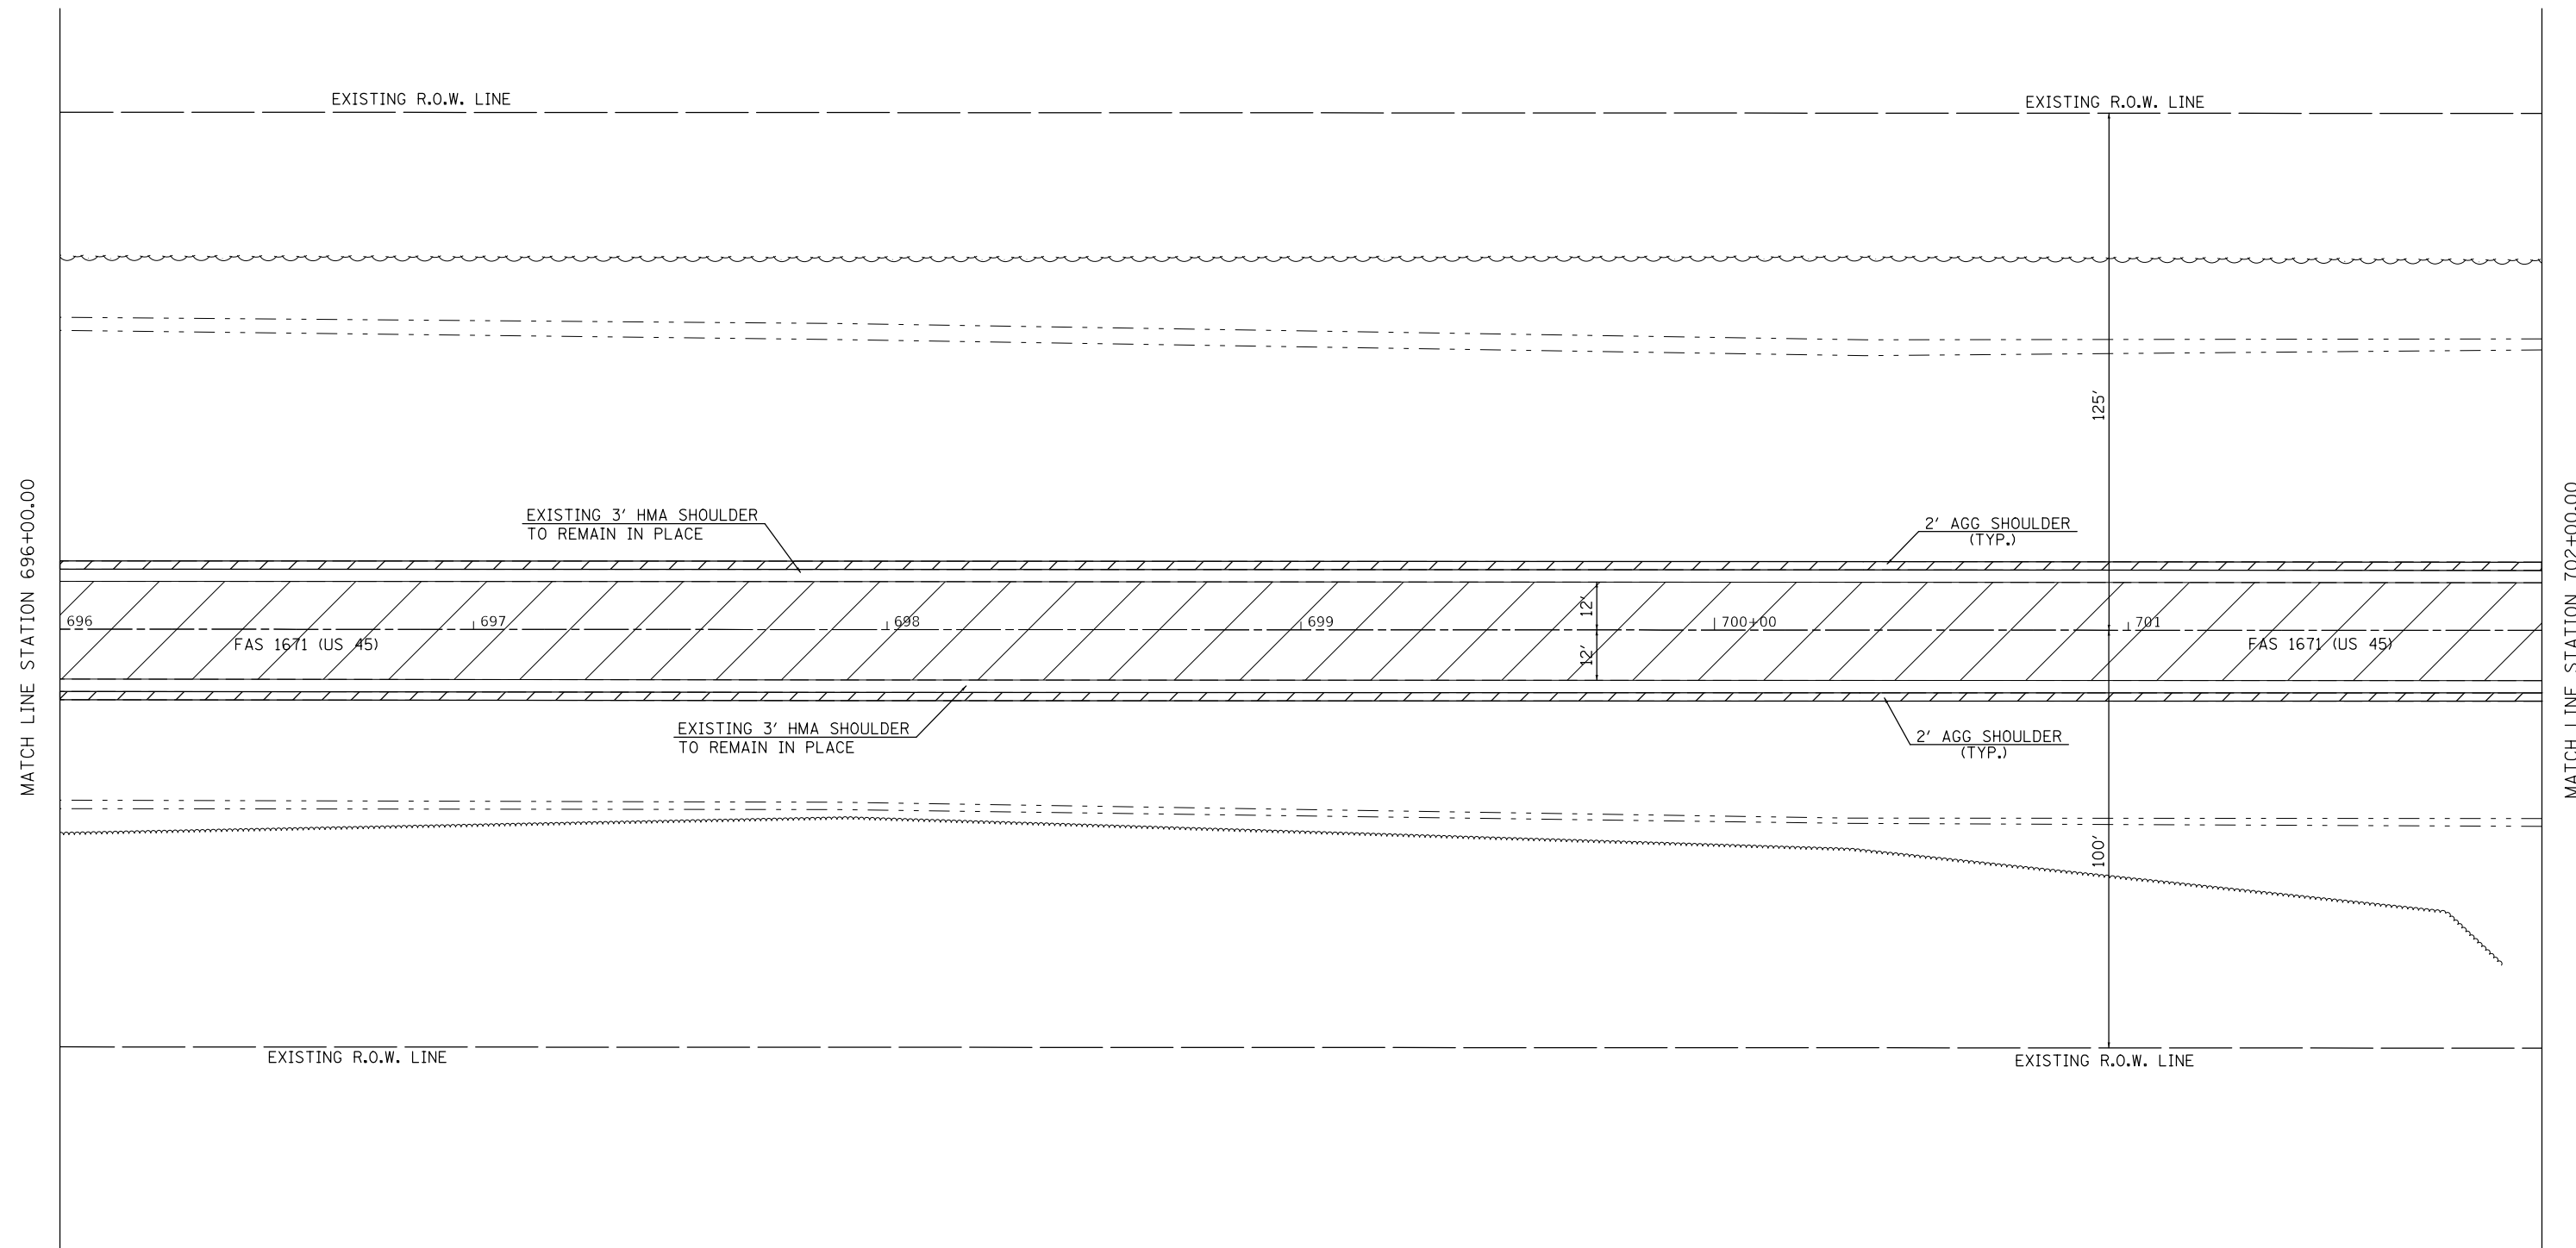 EXISTING R.O.W. LINE
EXISTING R.O.W. LINE
125'
MATCH LINE STATION 696+00.00
MATCH LINE STATION 702+00.00
EXISTING 3' HMA SHOULDER
TO REMAIN IN PLACE
2' AGG SHOULDER
(TYP.)
12'
696
697
698
699
700+00
701
FAS 1671 (US 45)
12'
FAS 1671 (US 45)
EXISTING 3' HMA SHOULDER
TO REMAIN IN PLACE
2' AGG SHOULDER
(TYP.)
100'
EXISTING R.O.W. LINE
EXISTING R.O.W. LINE